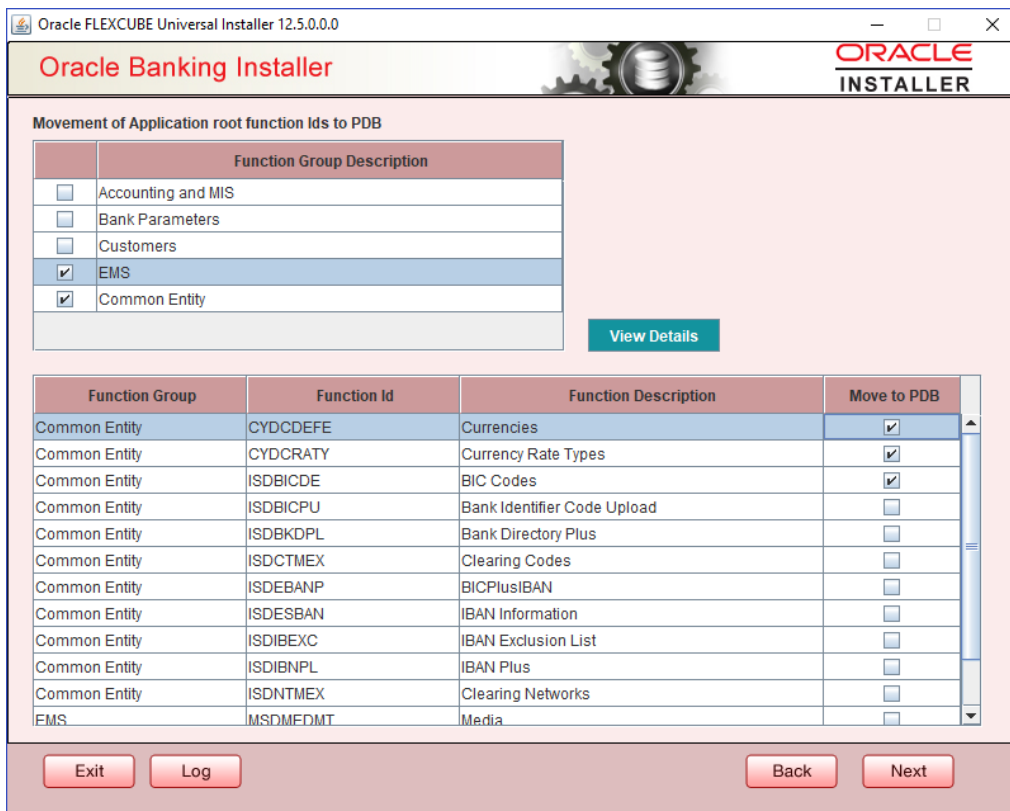 Oracle FLEXCUBE Universal Installer 12.5.0.0.0
Oracle Banking Installer
ORACLE
INSTALLER
Movement of Application root function Ids to PDB
Function Group Description
Accounting and MIS
Bank Parameters
Customers
EMS
Common Entity
View Details
Function Group Function Id Function Description Move to PDB
Common Entity CYDCDEFE Currencies
Common Entity CYDCRATY Currency Rate Types
Common Entity ISDBICDE BIC Codes
Common Entity ISDBICPU Bank Identifier Code Upload
Common Entity ISDBKDPL Bank Directory Plus
Common Entity ISDCTMEX Clearing Codes
Common Entity ISDEBANP BICPlusIBAN
Common Entity ISDESBAN IBAN Information
Common Entity ISDIBEXC IBAN Exclusion List
Common Entity ISDIBNPL IBAN Plus
Common Entity ISDNTMEX Clearing Networks
EMS MSDMEDMT Media
Exit Log Back Next